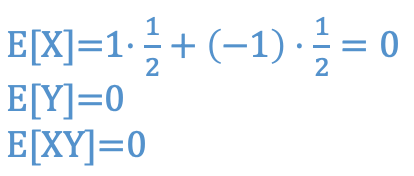 E[X]=1· 1/2 + (−1) · 1/2 = 0
E[Y]=0
E[XY]=0